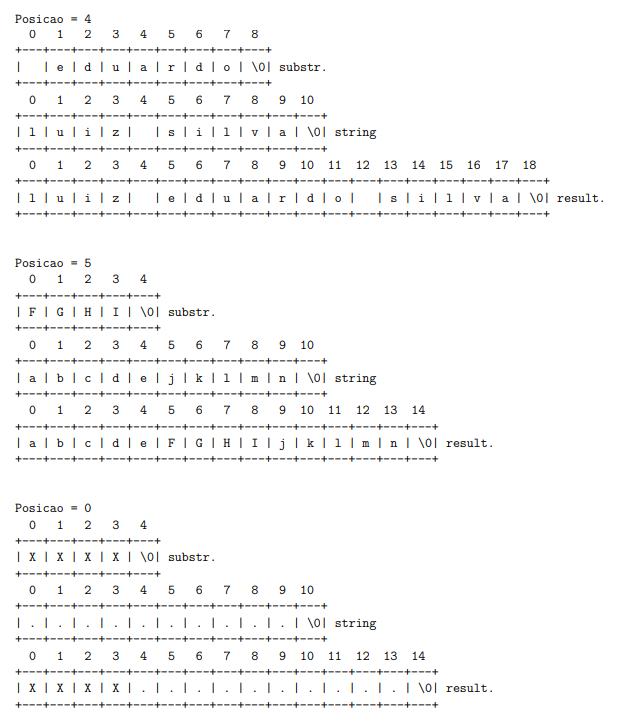 Posicao = 4
  0   1   2   3   4   5   6   7   8
+---+---+---+---+---+---+---+---+---+
|   | e | d | u | a | r | d | o | \0| substr.
+---+---+---+---+---+---+---+---+---+
  0   1   2   3   4   5   6   7   8   9  10
+---+---+---+---+---+---+---+---+---+---+---+
| l | u | i | z |   | s | i | l | v | a | \0| string
+---+---+---+---+---+---+---+---+---+---+---+
  0   1   2   3   4   5   6   7   8   9  10  11  12  13  14  15  16  17  18
+---+---+---+---+---+---+---+---+---+---+---+---+---+---+---+---+---+---+---+
| l | u | i | z |   | e | d | u | a | r | d | o |   | s | i | l | v | a | \0| result.
+---+---+---+---+---+---+---+---+---+---+---+---+---+---+---+---+---+---+---+
Posicao = 5
  0   1   2   3   4
+---+---+---+---+---+
| F | G | H | I | \0| substr.
+---+---+---+---+---+
  0   1   2   3   4   5   6   7   8   9  10
+---+---+---+---+---+---+---+---+---+---+---+
| a | b | c | d | e | j | k | l | m | n | \0| string
+---+---+---+---+---+---+---+---+---+---+---+
  0   1   2   3   4   5   6   7   8   9  10  11  12  13  14
+---+---+---+---+---+---+---+---+---+---+---+---+---+---+---+
| a | b | c | d | e | F | G | H | I | j | k | l | m | n | \0| result.
+---+---+---+---+---+---+---+---+---+---+---+---+---+---+---+
Posicao = 0
  0   1   2   3   4
+---+---+---+---+---+
| X | X | X | X | \0| substr.
+---+---+---+---+---+
  0   1   2   3   4   5   6   7   8   9  10
+---+---+---+---+---+---+---+---+---+---+---+
| . | . | . | . | . | . | . | . | . | . | \0| string
+---+---+---+---+---+---+---+---+---+---+---+
  0   1   2   3   4   5   6   7   8   9  10  11  12  13  14
+---+---+---+---+---+---+---+---+---+---+---+---+---+---+---+
| X | X | X | X | . | . | . | . | . | . | . | . | . | . | \0| result.
+---+---+---+---+---+---+---+---+---+---+---+---+---+---+---+